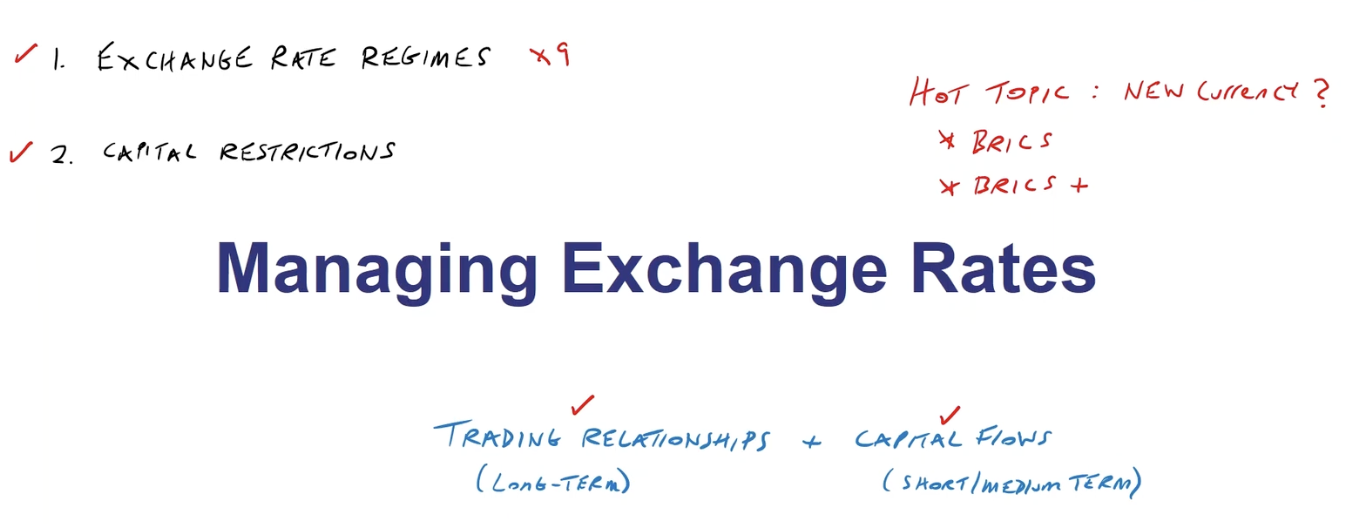 ✓ 1. EXCHANGE RATE REGIMES ×9
HOT TOPIC : NEW CURRENCY ?
* BRICS
✓ 2. CAPITAL RESTRICTIONS
* BRICS +
Managing Exchange Rates
✓ ✓
TRADING RELATIONSHIPS + CAPITAL FLOWS
(LONG-TERM) (SHORT/MEDIUM TERM)